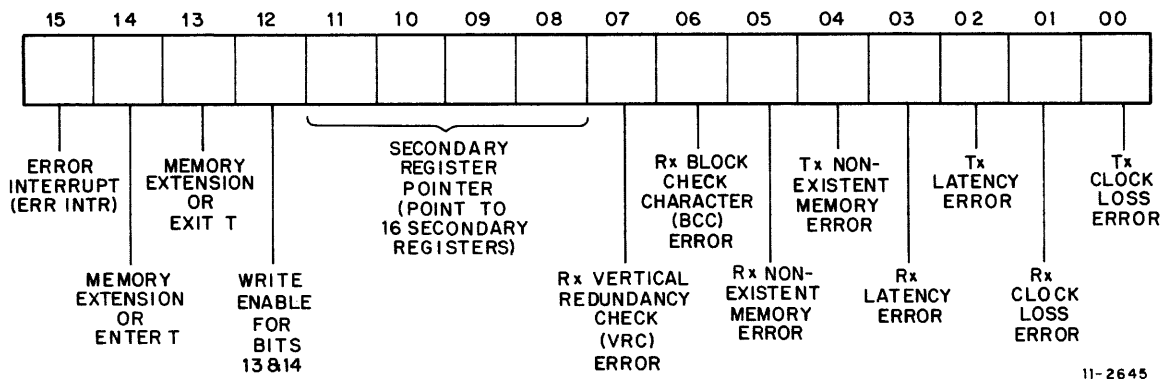 15 14 13 12 11 10 09 08 07 06 05 04 03 02 01 00
ERROR
INTERRUPT
(ERR INTR)
MEMORY
EXTENSION
OR
ENTER T
MEMORY
EXTENSION
OR
EXIT T
WRITE
ENABLE
FOR
BITS
13&14
SECONDARY
REGISTER
POINTER
(POINT TO
16 SECONDARY
REGISTERS)
Rx VERTICAL
REDUNDANCY
CHECK
(VRC)
ERROR
Rx BLOCK
CHECK
CHARACTER
(BCC)
ERROR
Rx NON-
EXISTENT
MEMORY
ERROR
Tx NON-
EXISTENT
MEMORY
ERROR
Rx
LATENCY
ERROR
Tx
LATENCY
ERROR
Rx
CLOCK
LOSS
ERROR
Tx
CLOCK
LOSS
ERROR
11-2645